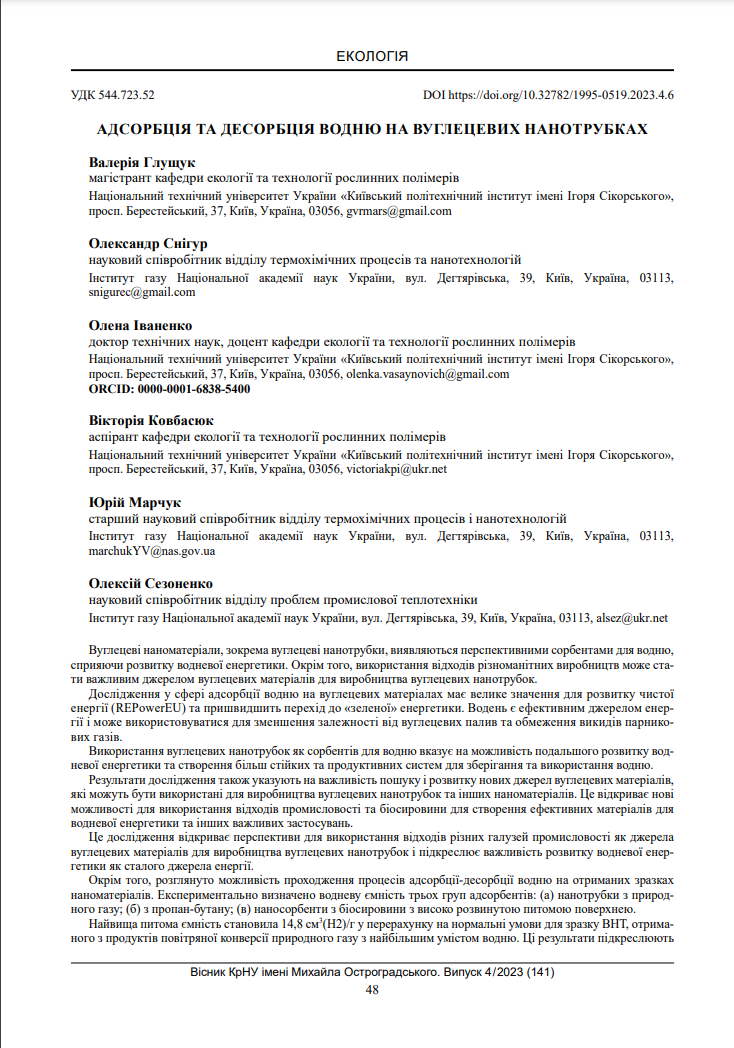 ЕКОЛОГІЯ
УДК 544.723.52 DOI https://doi.org/10.32782/1995-0519.2023.4.6
АДСОРБЦІЯ ТА ДЕСОРБЦІЯ ВОДНЮ НА ВУГЛЕЦЕВИХ НАНОТРУБКАХ
Валерія Глущук
магістрант кафедри екології та технології рослинних полімерів
Національний технічний університет України «Київський політехнічний інститут імені Ігоря Сікорського»,
просп. Берестейський, 37, Київ, Україна, 03056, gvrmars@gmail.com
Олександр Снігур
науковий співробітник відділу термохімічних процесів та нанотехнологій
Інститут газу Національної академії наук України, вул. Дегтярівська, 39, Київ, Україна, 03113,
snigurec@gmail.com
Олена Іваненко
доктор технічних наук, доцент кафедри екології та технології рослинних полімерів
Національний технічний університет України «Київський політехнічний інститут імені Ігоря Сікорського»,
просп. Берестейський, 37, Київ, Україна, 03056, olenka.vasaynovich@gmail.com
ORCID: 0000-0001-6838-5400
Вікторія Ковбасюк
аспірант кафедри екології та технології рослинних полімерів
Національний технічний університет України «Київський політехнічний інститут імені Ігоря Сікорського»,
просп. Берестейський, 37, Київ, Україна, 03056, victoriakpi@ukr.net
Юрій Марчук
старший науковий співробітник відділу термохімічних процесів і нанотехнологій
Інститут газу Національної академії наук України, вул. Дегтярівська, 39, Київ, Україна, 03113,
marchukYV@nas.gov.ua
Олексій Сезоненко
науковий співробітник відділу проблем промислової теплотехніки
Інститут газу Національної академії наук України, вул. Дегтярівська, 39, Київ, Україна, 03113, alsez@ukr.net
Вуглецеві наноматеріали, зокрема вуглецеві нанотрубки, виявляються перспективними сорбентами для водню,
сприяючи розвитку водневої енергетики. Окрім того, використання відходів різноманітних виробництв може ста-
ти важливим джерелом вуглецевих матеріалів для виробництва вуглецевих нанотрубок.
Дослідження у сфері адсорбції водню на вуглецевих матеріалах має велике значення для розвитку чистої
енергії (REPowerEU) та пришвидшить перехід до «зеленої» енергетики. Водень є ефективним джерелом енер-
гії і може використовуватися для зменшення залежності від вуглецевих палив та обмеження викидів парнико-
вих газів.
Використання вуглецевих нанотрубок як сорбентів для водню вказує на можливість подальшого розвитку вод-
невої енергетики та створення більш стійких та продуктивних систем для зберігання та використання водню.
Результати дослідження також указують на важливість пошуку і розвитку нових джерел вуглецевих матеріалів,
які можуть бути використані для виробництва вуглецевих нанотрубок та інших наноматеріалів. Це відкриває нові
можливості для використання відходів промисловості та біосировини для створення ефективних матеріалів для
водневої енергетики та інших важливих застосувань.
Це дослідження відкриває перспективи для використання відходів різних галузей промисловості як джерела
вуглецевих матеріалів для виробництва вуглецевих нанотрубок і підкреслює важливість розвитку водневої енер-
гетики як сталого джерела енергії.
Окрім того, розглянуто можливість проходження процесів адсорбції-десорбції водню на отриманих зразках
наноматеріалів. Експериментально визначено водневу ємність трьох груп адсорбентів: (а) нанотрубки з природ-
ного газу; (б) з пропан-бутану; (в) наносорбенти з біосировини з високо розвинутою питомою поверхнею.
Найвища питома ємність становила 14,8 см³(H2)/г у перерахунку на нормальні умови для зразку ВНТ, отрима-
ного з продуктів повітряної конверсії природного газу з найбільшим умістом водню. Ці результати підкреслюють
Вісник КрНУ імені Михайла Остроградського. Випуск 4/2023 (141)
48